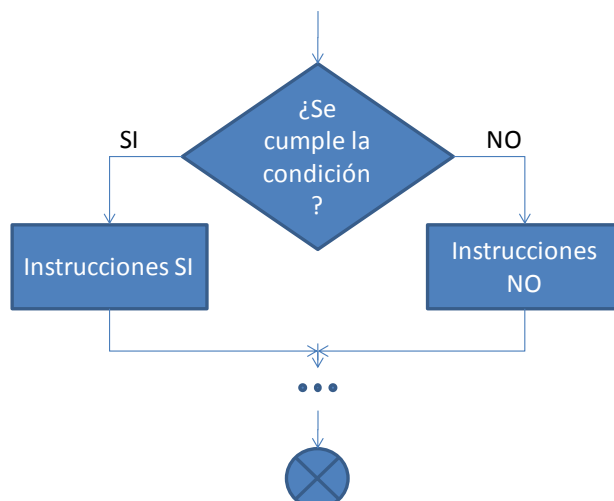 ¿Se
cumple la
condición
?
SI
NO
Instrucciones SI
Instrucciones
NO